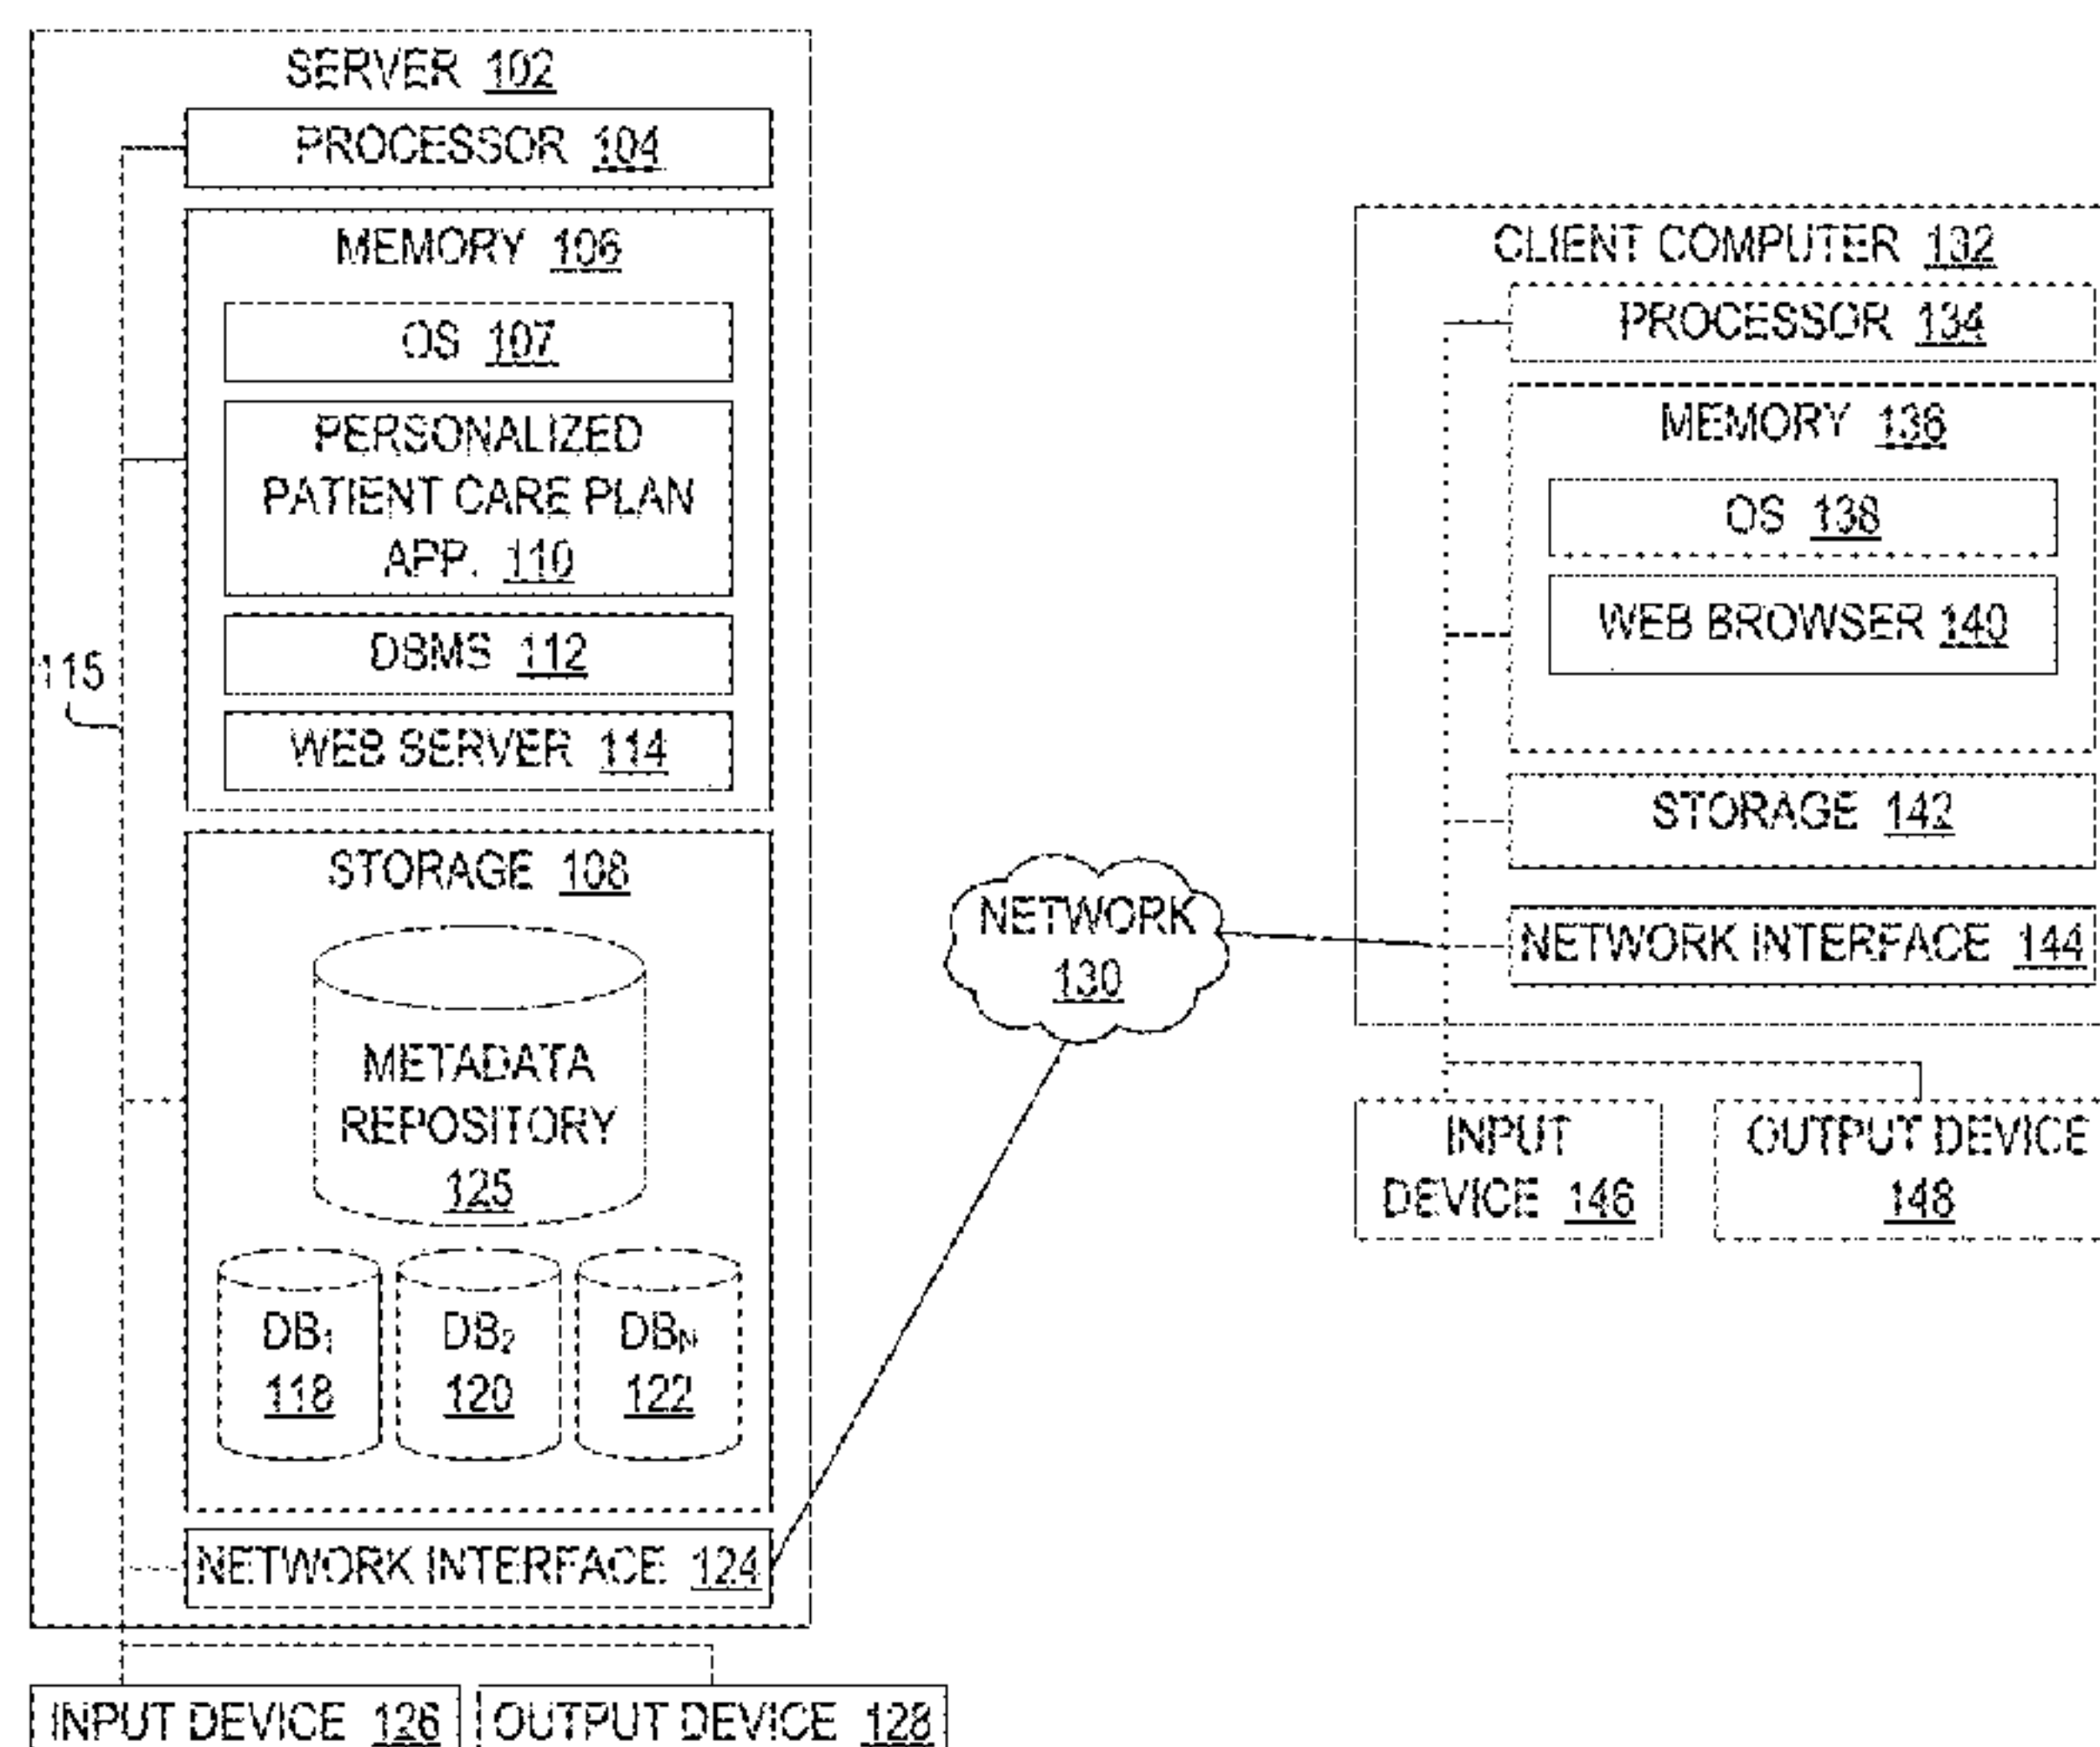 SERVER 102
PROCESSOR 104
MEMORY 106
OS 107
PERSONALIZED
PATIENT CARE PLAN
APP. 110
DBMS 112
WEB SERVER 114
115
STORAGE 108
METADATA
REPOSITORY
125
DB₁
118
DB₂
120
DB_N
122
NETWORK INTERFACE 124
INPUT DEVICE 126
OUTPUT DEVICE 128
NETWORK
130
CLIENT COMPUTER 132
PROCESSOR 134
MEMORY 136
OS 138
WEB BROWSER 140
STORAGE 142
NETWORK INTERFACE 144
INPUT
DEVICE 146
OUTPUT DEVICE
148